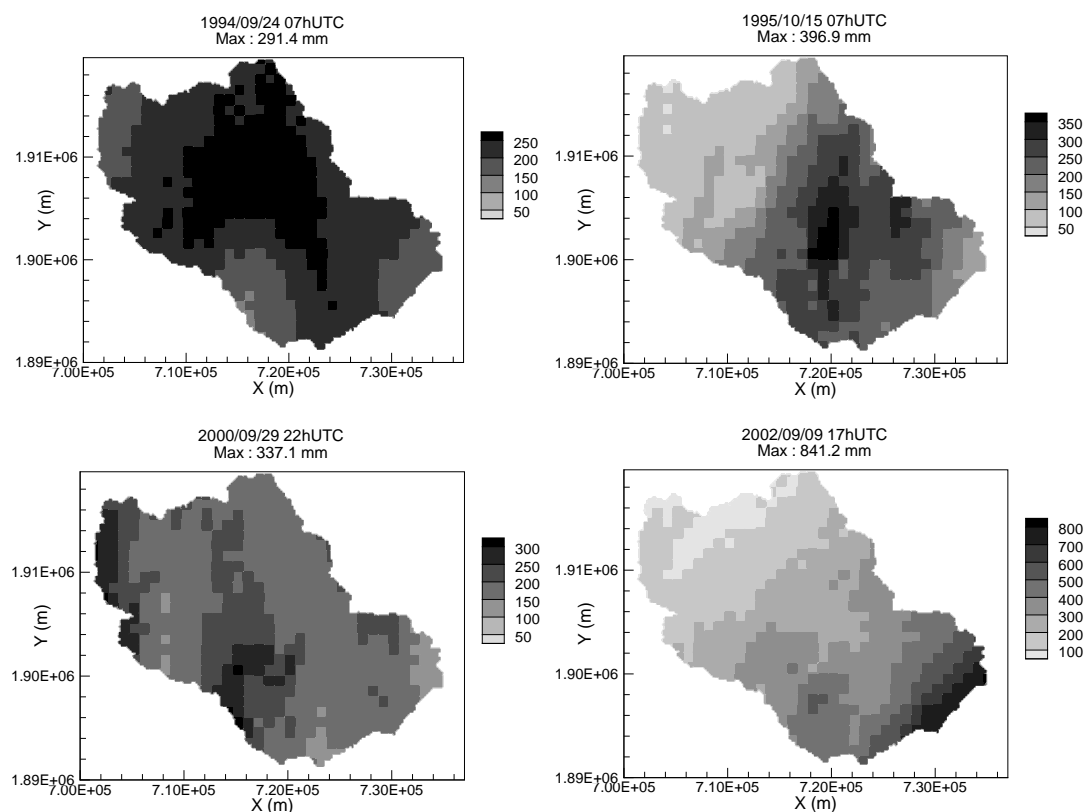 1994/09/24 07hUTC
Max : 291.4 mm
1.91E+06
1.90E+06
1.89E+06
Y (m)
7.00E+05 7.10E+05 7.20E+05 7.30E+05
X (m)
250
200
150
100
50
1995/10/15 07hUTC
Max : 396.9 mm
1.91E+06
1.90E+06
1.89E+06
Y (m)
7.00E+05 7.10E+05 7.20E+05 7.30E+05
X (m)
350
300
250
200
150
100
50
2000/09/29 22hUTC
Max : 337.1 mm
1.91E+06
1.90E+06
1.89E+06
Y (m)
7.00E+05 7.10E+05 7.20E+05 7.30E+05
X (m)
300
250
200
150
100
50
2002/09/09 17hUTC
Max : 841.2 mm
1.91E+06
1.90E+06
1.89E+06
Y (m)
7.00E+05 7.10E+05 7.20E+05 7.30E+05
X (m)
800
700
600
500
400
300
200
100